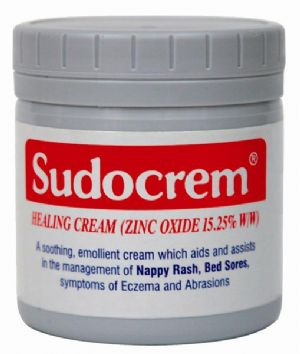 Sudocrem®
HEALING CREAM (ZINC OXIDE 15.25% W/W)
A soothing, emollient cream which aids and assists
in the management of Nappy Rash, Bed Sores,
symptoms of Eczema and Abrasions